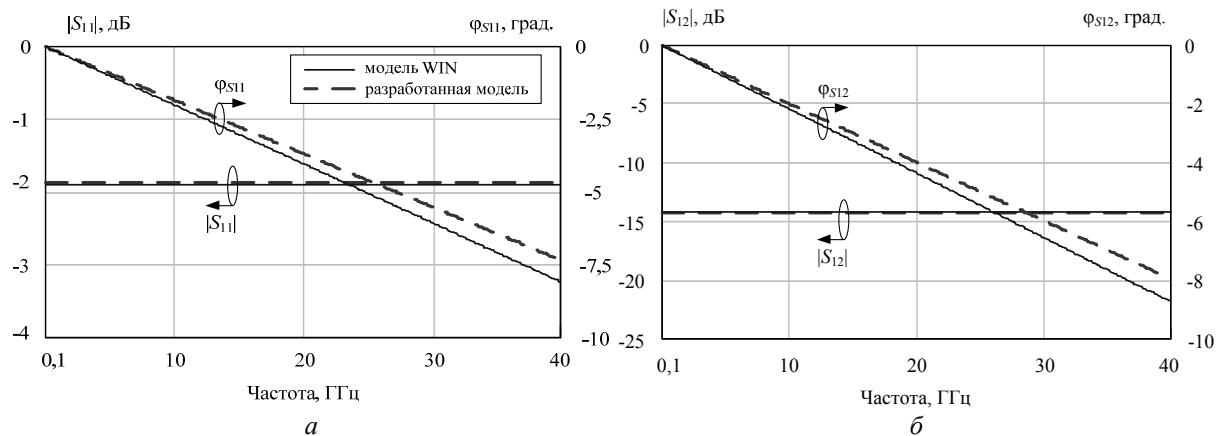 |S11|, дБ
φS11, град.
0
-1
-2
-3
-4
0
-2,5
-5
-7,5
-10
модель WIN
разработанная модель
φS11
|S11|
0,1
10
20
30
40
Частота, ГГц
а
|S12|, дБ
φS12, град.
0
-5
-10
-15
-20
-25
0
-2
-4
-6
-8
-10
φS12
|S12|
0,1
10
20
30
40
Частота, ГГц
б